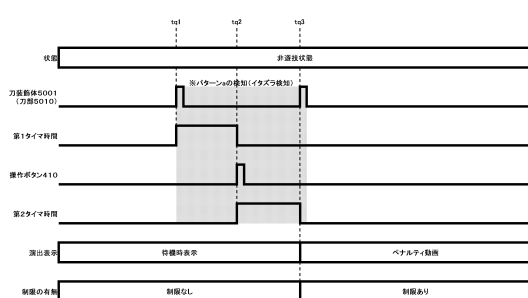 tq1 tq2 tq3
状態 非遊技状態
※パターンaの検知(イタズラ検知)
刀装飾体5001
(刀部5010)
第1タイマ時間
操作ボタン410
第2タイマ時間
演出表示 待機時表示 ペナルティ動画
制限の有無 制限なし 制限あり